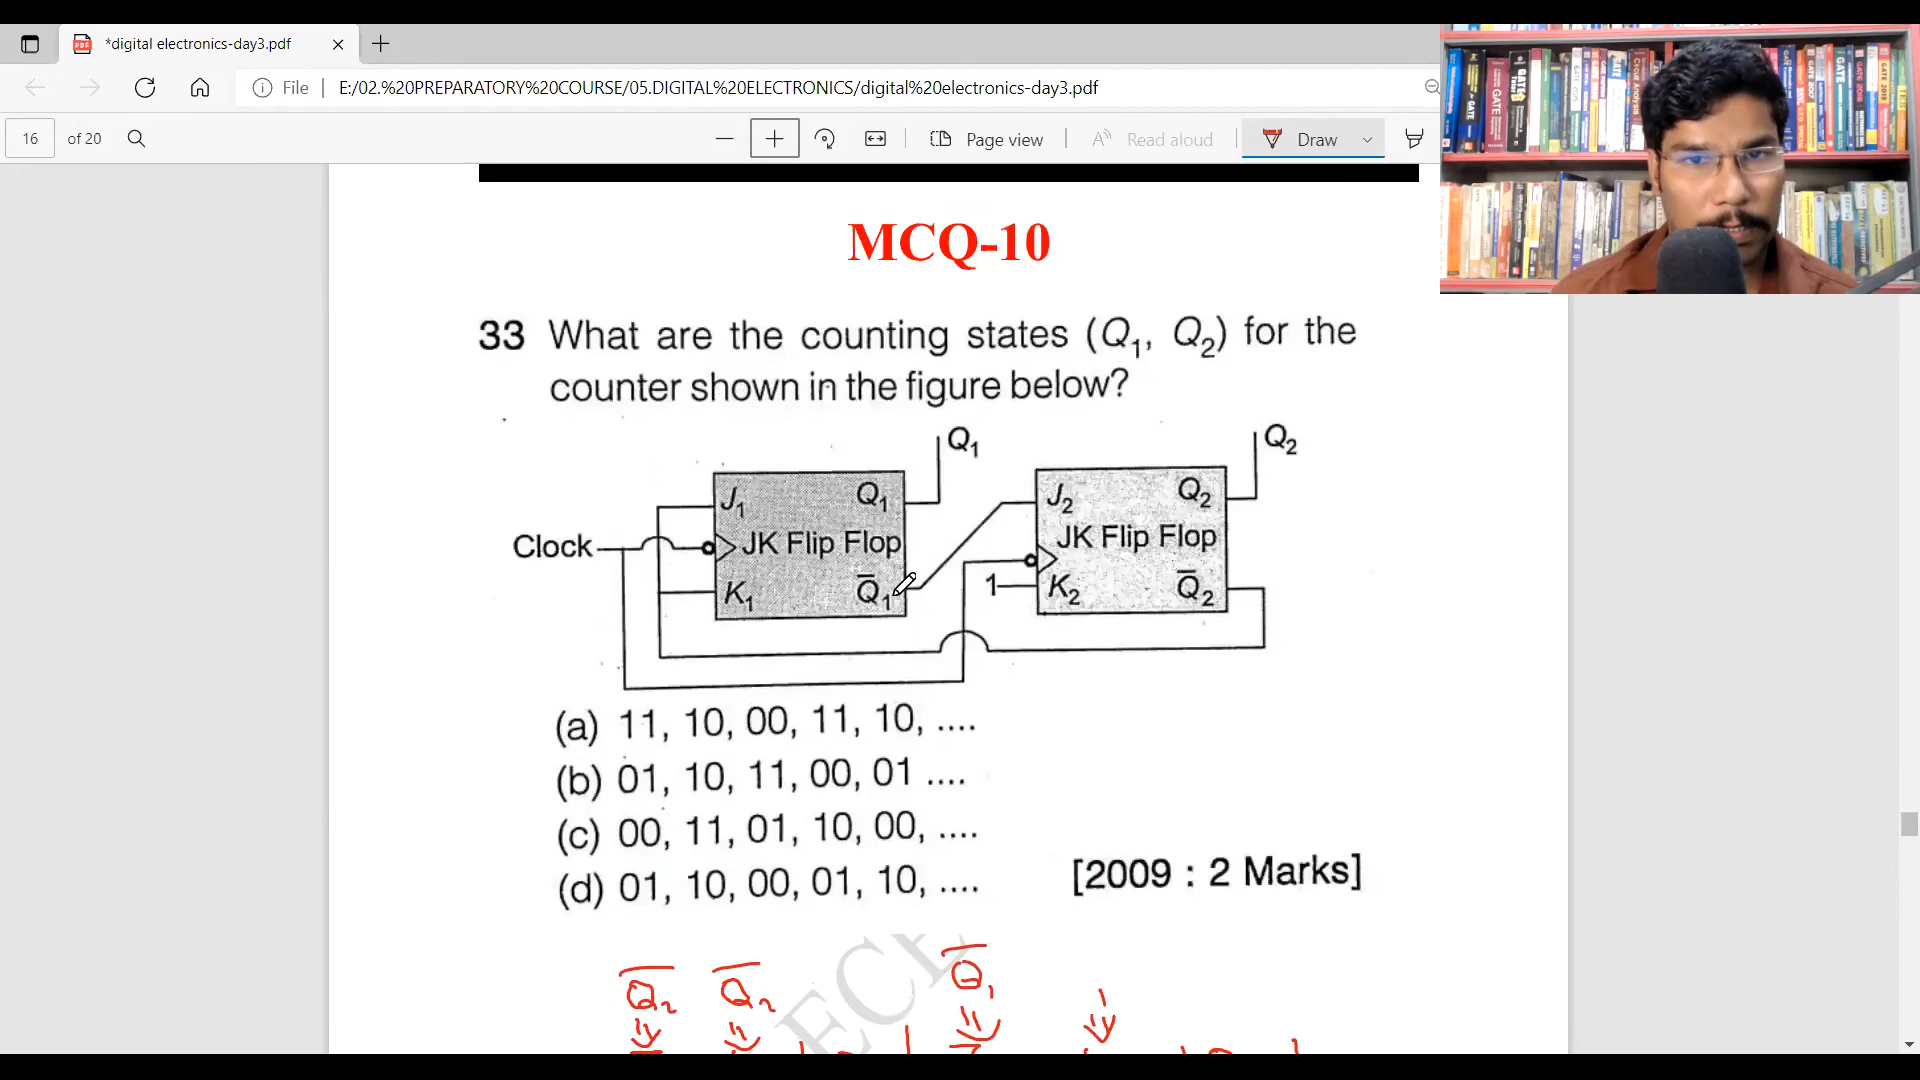 *digital electronics-day3.pdf
File
E:/02.%20PREPARATORY%20COURSE/05.DIGITAL%20ELECTRONICS/digital%20electronics-day3.pdf
16 of 20
Page view
Read aloud
Draw
MCQ-10
33 What are the counting states (Q1, Q2) for the
counter shown in the figure below?
Q1
Q2
J1 Q1
J2 Q2
Clock
JK Flip Flop
JK Flip Flop
K1 Q̅1
1 K2 Q̅2
(a) 11, 10, 00, 11, 10, ....
(b) 01, 10, 11, 00, 01 ....
(c) 00, 11, 01, 10, 00, ....
(d) 01, 10, 00, 01, 10, ....
[2009 : 2 Marks]
ECE
Q̅2 Q̅2 Q̅1 1